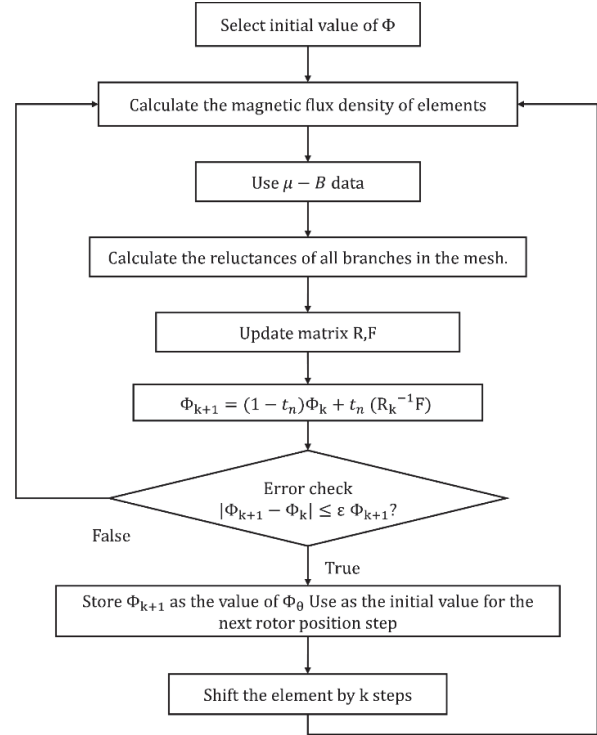 Select initial value of Φ
Calculate the magnetic flux density of elements
Use μ − B data
Calculate the reluctances of all branches in the mesh.
Update matrix R,F
Φₖ₊₁ = (1 − tₙ)Φₖ + tₙ (Rₖ⁻¹F)
Error check
|Φₖ₊₁ − Φₖ| ≤ ε Φₖ₊₁?
False
True
Store Φₖ₊₁ as the value of Φ_θ Use as the initial value for the
next rotor position step
Shift the element by k steps